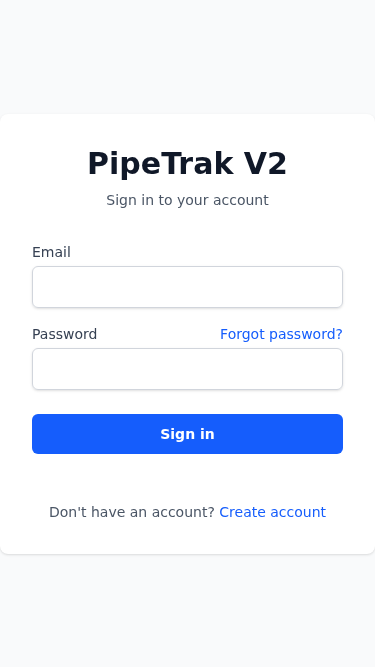 PipeTrak V2
Sign in to your account
Email
Password Forgot password?
Sign in
Don't have an account? Create account